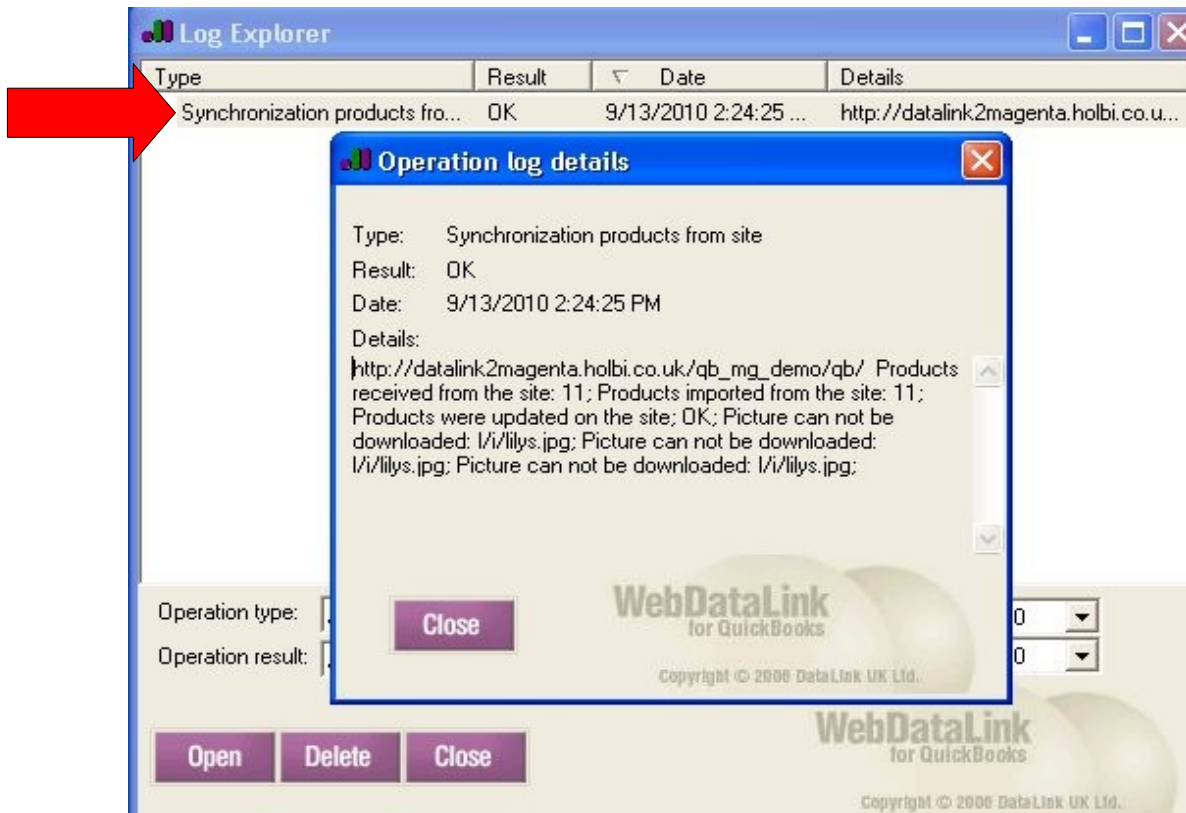 Log Explorer
Type Result Date Details
Synchronization products fro... OK 9/13/2010 2:24:25 ... http://datalink2magenta.holbi.co.u...
Operation log details
Type: Synchronization products from site
Result: OK
Date: 9/13/2010 2:24:25 PM
Details:
http://datalink2magenta.holbi.co.uk/qb_mg_demo/qb/ Products
received from the site: 11; Products imported from the site: 11;
Products were updated on the site; OK; Picture can not be
downloaded: l/i/lilys.jpg; Picture can not be downloaded:
l/i/lilys.jpg; Picture can not be downloaded: l/i/lilys.jpg;
Close
WebDataLink
for QuickBooks
Copyright © 2006 DataLink UK Ltd.
Operation type: 0
Operation result: 0
Open Delete Close
WebDataLink
for QuickBooks
Copyright © 2006 DataLink UK Ltd.